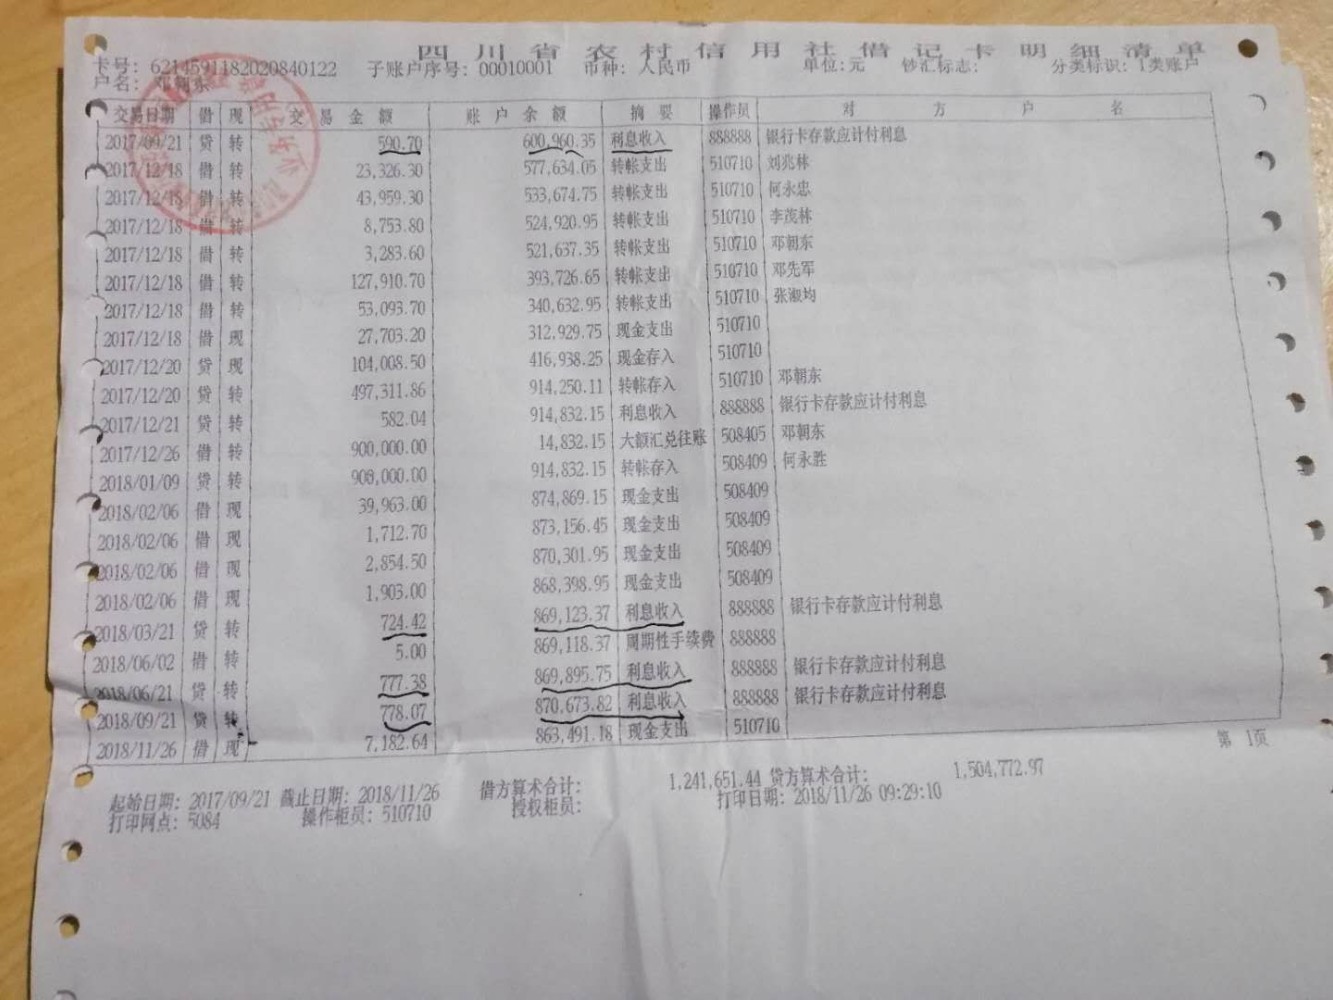 四川省农村信用社借记卡明细清单
卡号: 6214591182020840122 子账户序号: 00010001 币种: 人民币 单位:元 钞汇标志: 分类标识: 1类账户
户名: 邓朝东
交易日期 借 现 交易金额 账户余额 摘要 操作员 对方户名
2017/09/21 贷 转 590.70 600,960.35 利息收入 888888 银行卡存款应计付利息
2017/12/18 借 转 23,326.30 577,634.05 转帐支出 510710 刘兆林
2017/12/18 借 转 43,959.30 533,674.75 转帐支出 510710 何永忠
2017/12/18 借 转 8,753.80 524,920.95 转帐支出 510710 李茂林
2017/12/18 借 转 3,283.60 521,637.35 转帐支出 510710 邓朝东
2017/12/18 借 转 127,910.70 393,726.65 转帐支出 510710 邓先军
2017/12/18 借 转 53,093.70 340,632.95 转帐支出 510710 张淑均
2017/12/18 借 现 27,703.20 312,929.75 现金支出 510710
2017/12/20 贷 现 104,008.50 416,938.25 现金存入 510710
2017/12/20 贷 转 497,311.86 914,250.11 转帐存入 510710 邓朝东
2017/12/21 贷 转 582.04 914,832.15 利息收入 888888 银行卡存款应计付利息
2017/12/26 借 转 900,000.00 14,832.15 大额汇兑往账 508405 邓朝东
2018/01/09 贷 转 900,000.00 914,832.15 转帐存入 508409 何永胜
2018/02/06 借 现 39,963.00 874,869.15 现金支出 508409
2018/02/06 借 现 1,712.70 873,156.45 现金支出 508409
2018/02/06 借 现 2,854.50 870,301.95 现金支出 508409
2018/02/06 借 现 1,903.00 868,398.95 现金支出 508409
2018/03/21 贷 转 724.42 869,123.37 利息收入 888888 银行卡存款应计付利息
2018/06/02 借 转 5.00 869,118.37 周期性手续费 888888
2018/06/21 贷 转 777.38 869,895.75 利息收入 888888 银行卡存款应计付利息
2018/09/21 贷 转 778.07 870,673.82 利息收入 888888 银行卡存款应计付利息
2018/11/26 借 现 7,182.64 863,491.18 现金支出 510710
第 1页
起始日期: 2017/09/21 截止日期: 2018/11/26 借方算术合计: 1,241,651.44 贷方算术合计: 1,504,772.97
打印网点: 5084 操作柜员: 510710 授权柜员: 打印日期: 2018/11/26 09:29:10